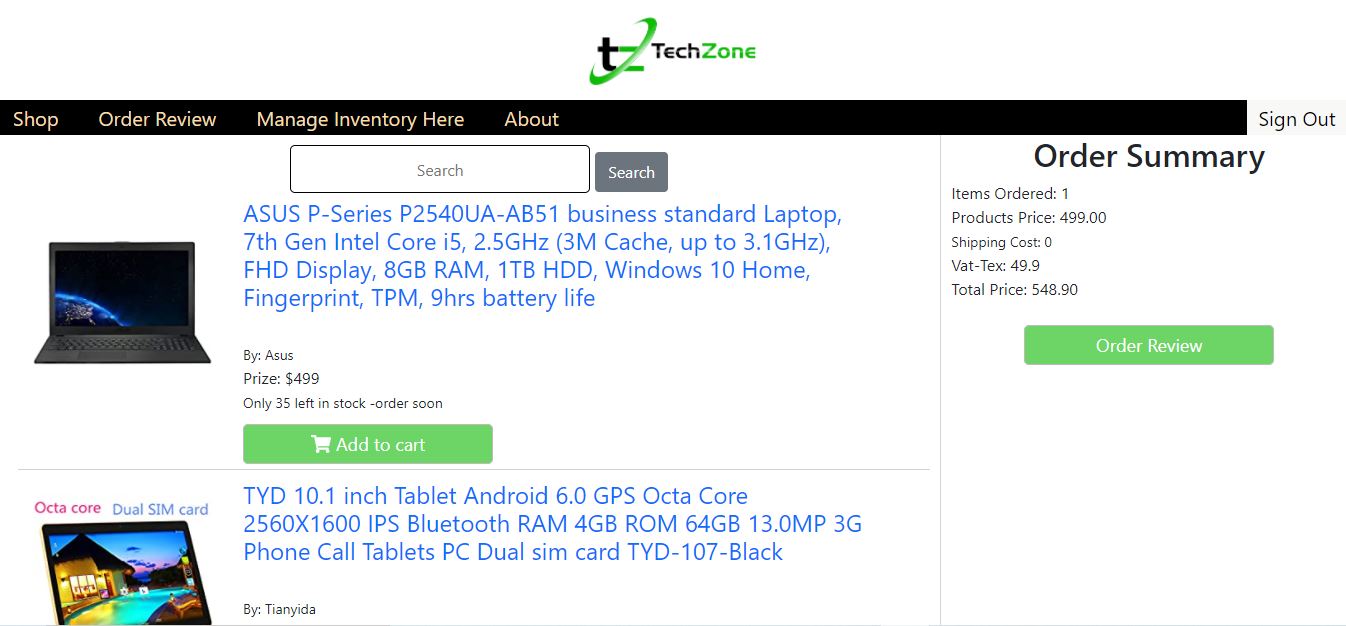 tz TechZone
Shop Order Review Manage Inventory Here About Sign Out
Search Search
ASUS P-Series P2540UA-AB51 business standard Laptop,
7th Gen Intel Core i5, 2.5GHz (3M Cache, up to 3.1GHz),
FHD Display, 8GB RAM, 1TB HDD, Windows 10 Home,
Fingerprint, TPM, 9hrs battery life
By: Asus
Prize: $499
Only 35 left in stock -order soon
Add to cart
Octa core Dual SIM card
TYD 10.1 inch Tablet Android 6.0 GPS Octa Core
2560X1600 IPS Bluetooth RAM 4GB ROM 64GB 13.0MP 3G
Phone Call Tablets PC Dual sim card TYD-107-Black
By: Tianyida
Order Summary
Items Ordered: 1
Products Price: 499.00
Shipping Cost: 0
Vat-Tex: 49.9
Total Price: 548.90
Order Review